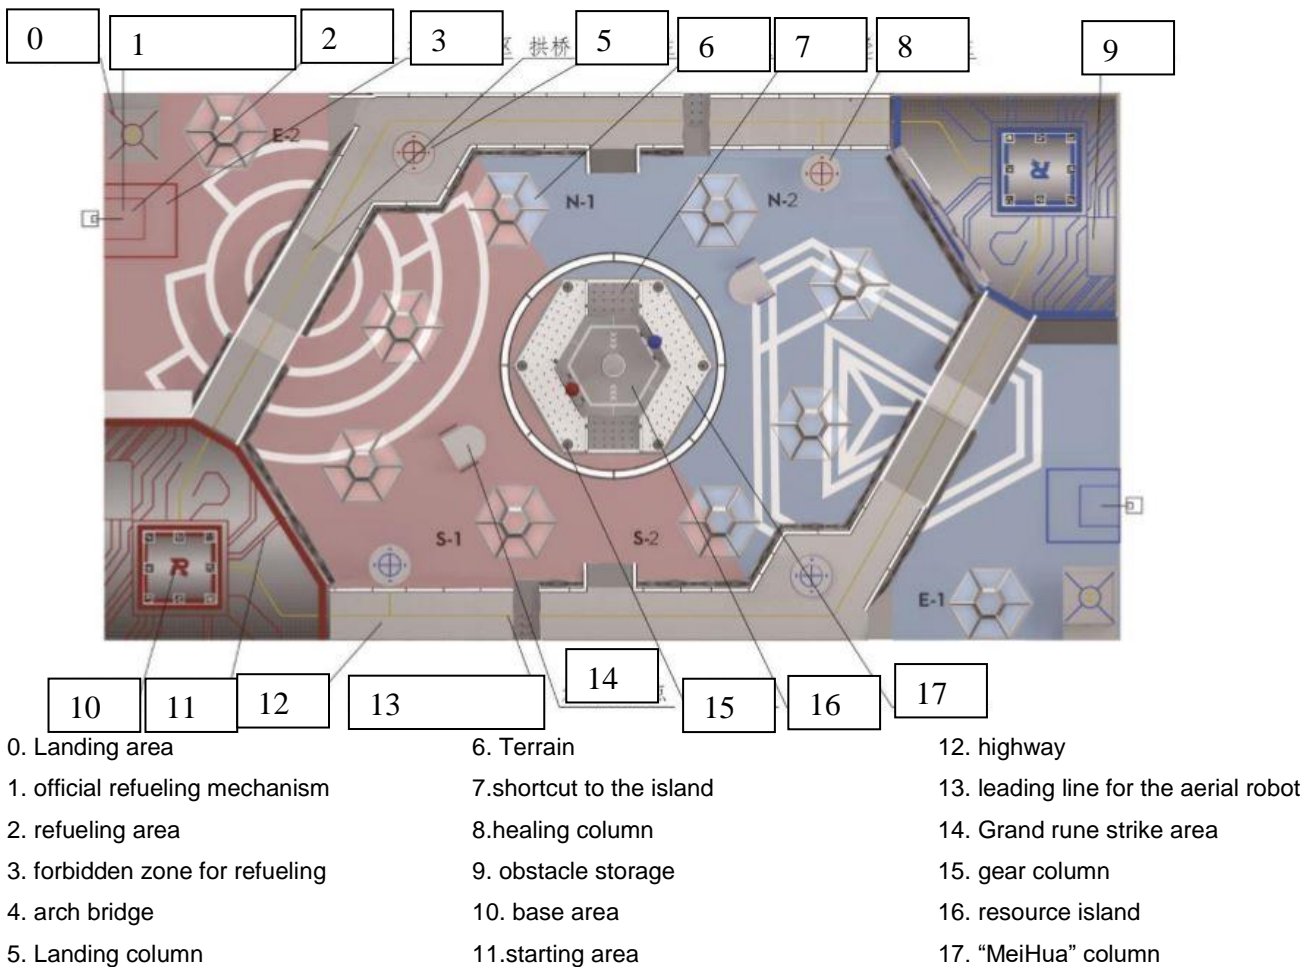 0
1
2
3
区 拱桥
5
6
7
8
9
E-2
N-1
N-2
S-1
S-2
E-1
10
11
12
13
14
15
16
17
0. Landing area
1. official refueling mechanism
2. refueling area
3. forbidden zone for refueling
4. arch bridge
5. Landing column
6. Terrain
7.shortcut to the island
8.healing column
9. obstacle storage
10. base area
11.starting area
12. highway
13. leading line for the aerial robot
14. Grand rune strike area
15. gear column
16. resource island
17. “MeiHua” column